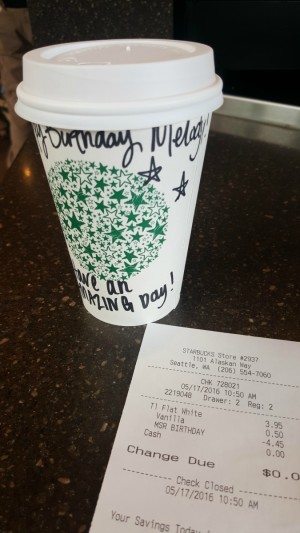 Birthday Melody!
have an
AMAZING DAY!
STARBUCKS Store #2937
1101 Alaskan Way
Seattle, WA (206) 554-7060
CHK 728021
05/17/2016 10:50 AM
2219048 Drawer: 2 Reg: 2
Tl Flat White 3.95
Vanilla 0.50
MSR BIRTHDAY -4.45
Cash 0.00
Change Due $0.0
Check Closed
05/17/2016 10:50 AM
Your Savings Today